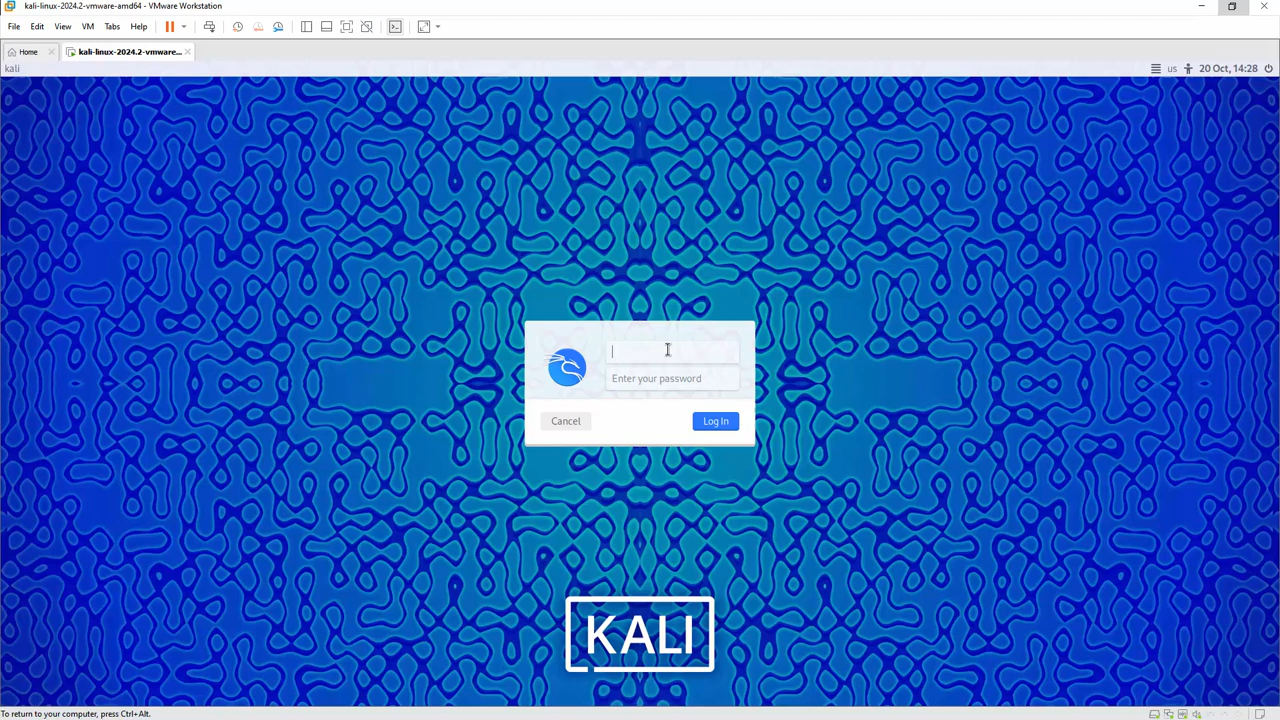 kali-linux-2024.2-vmware-amd64 - VMware Workstation
File Edit View VM Tabs Help
Home kali-linux-2024.2-vmware...
kali us 20 Oct, 14:28
Enter your password
Cancel Log In
KALI
To return to your computer, press Ctrl+Alt.